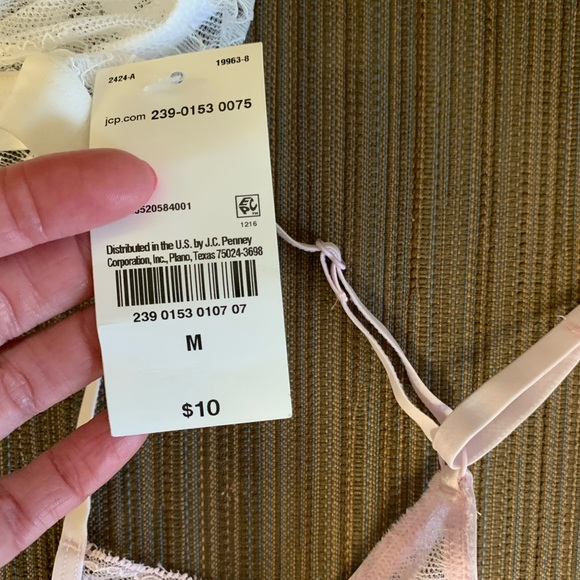 2424-A 19963-8
jcp.com 239-0153 0075
520584001
1216
Distributed in the U.S. by J.C. Penney
Corporation, Inc., Plano, Texas 75024-3698
239 0153 0107 07
M
$10